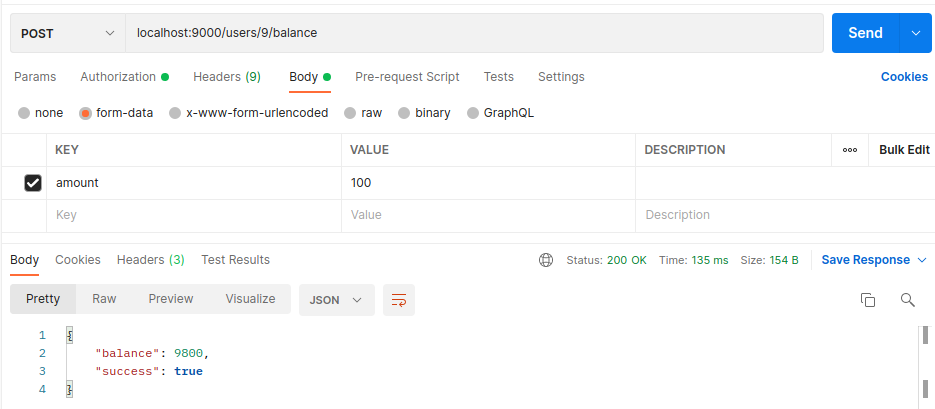 POST localhost:9000/users/9/balance Send
Params Authorization Headers (9) Body Pre-request Script Tests Settings Cookies
none form-data x-www-form-urlencoded raw binary GraphQL
KEY VALUE DESCRIPTION ooo Bulk Edit
amount 100
Key Value Description
Body Cookies Headers (3) Test Results Status: 200 OK Time: 135 ms Size: 154 B Save Response
Pretty Raw Preview Visualize JSON
1 {
2 "balance": 9800,
3 "success": true
4 }